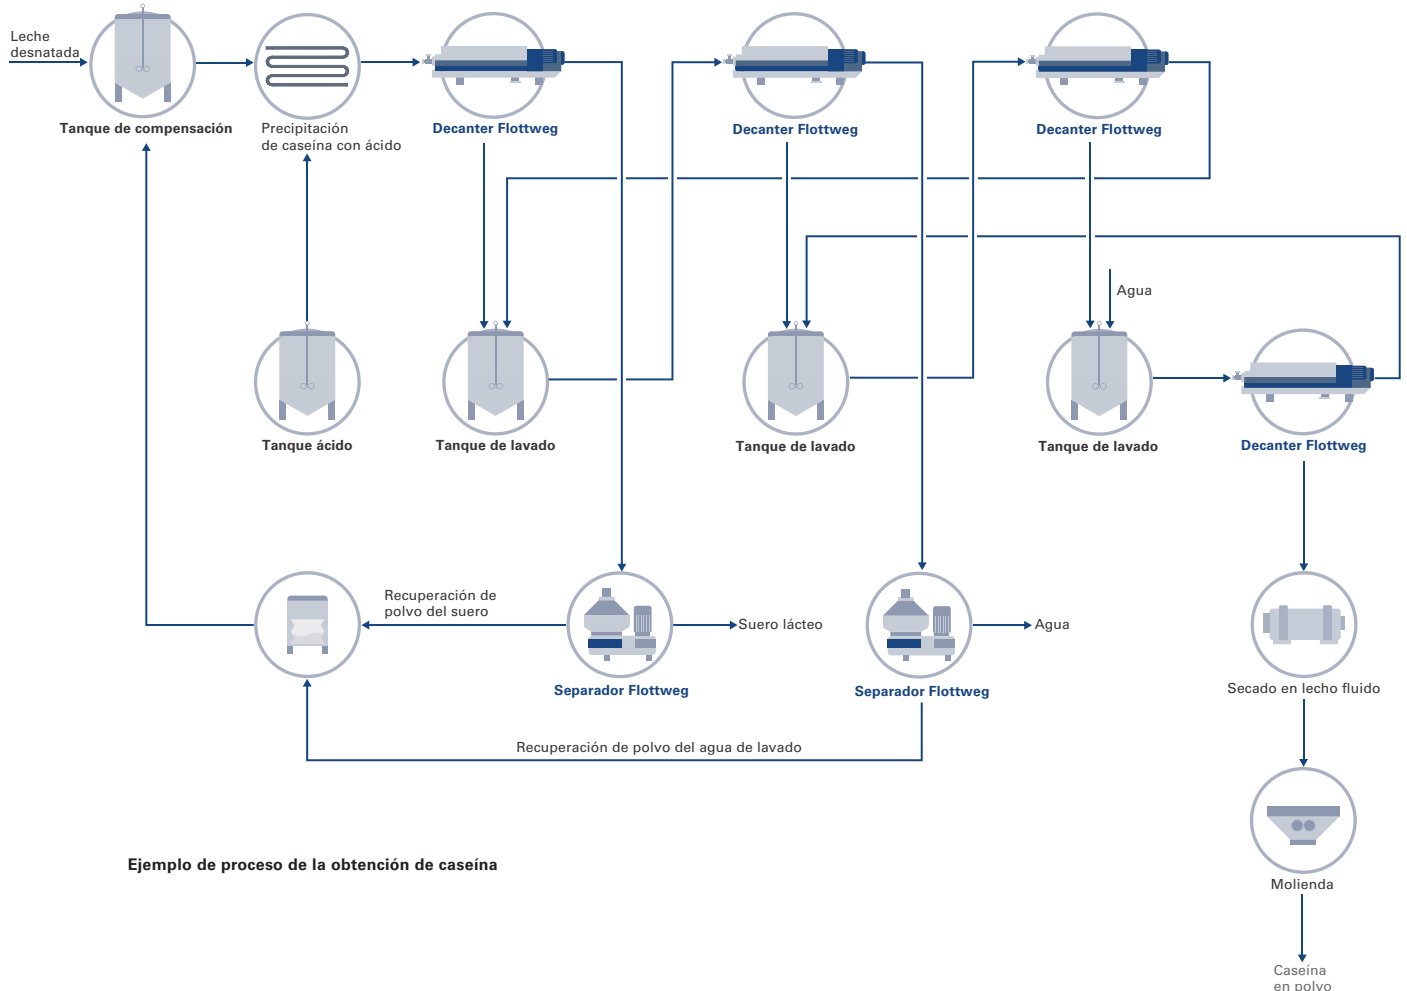 Leche
desnatada
Tanque de compensación
Precipitación
de caseína con ácido
Decanter Flottweg
Decanter Flottweg
Decanter Flottweg
Agua
Tanque ácido
Tanque de lavado
Tanque de lavado
Tanque de lavado
Decanter Flottweg
Recuperación de
polvo del suero
Suero lácteo
Agua
Separador Flottweg
Separador Flottweg
Secado en lecho fluido
Recuperación de polvo del agua de lavado
Ejemplo de proceso de la obtención de caseína
Molienda
Caseína
en polvo